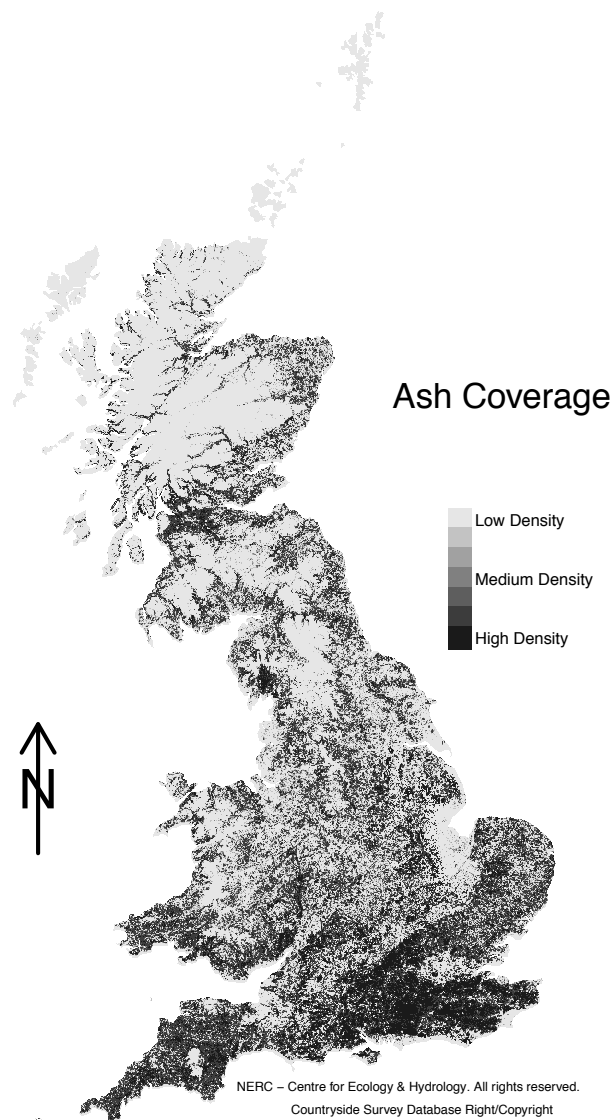 Ash Coverage
Low Density
Medium Density
High Density
N
NERC – Centre for Ecology & Hydrology. All rights reserved.
Countryside Survey Database Right/Copyright